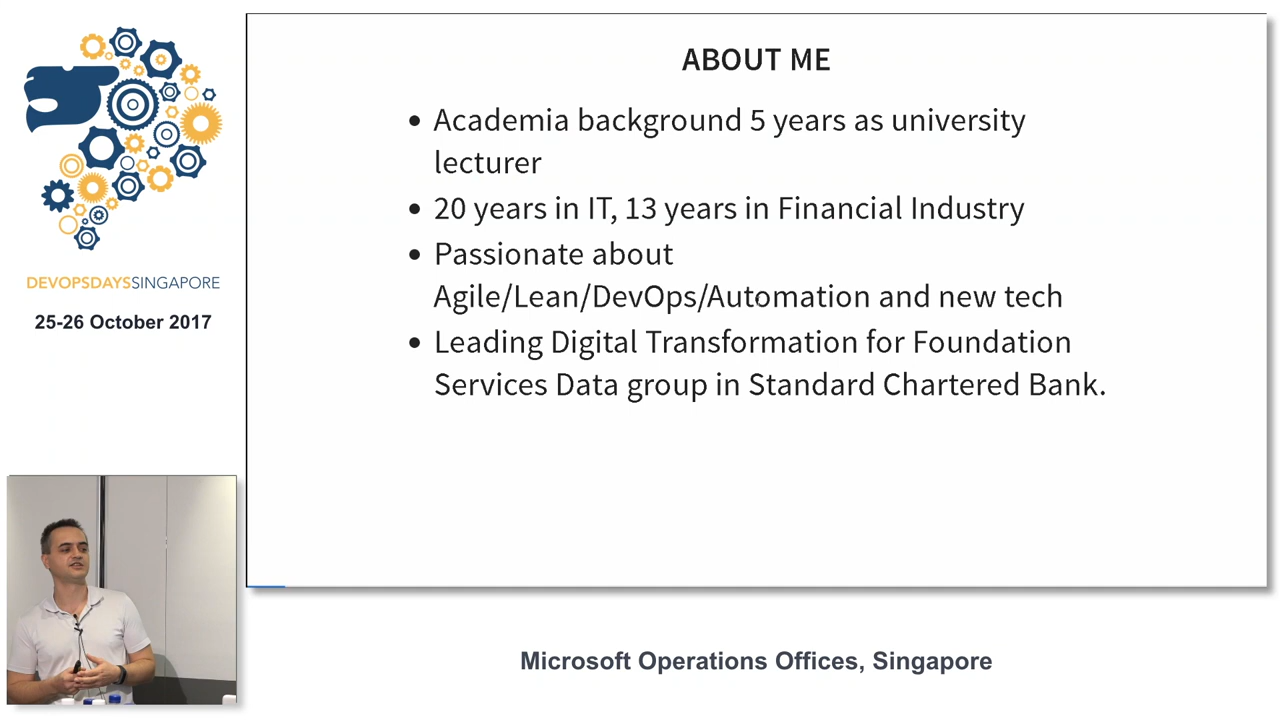 DEVOPSDAYSSINGAPORE
25-26 October 2017
ABOUT ME
• Academia background 5 years as university
lecturer
• 20 years in IT, 13 years in Financial Industry
• Passionate about
Agile/Lean/DevOps/Automation and new tech
• Leading Digital Transformation for Foundation
Services Data group in Standard Chartered Bank.
Microsoft Operations Offices, Singapore